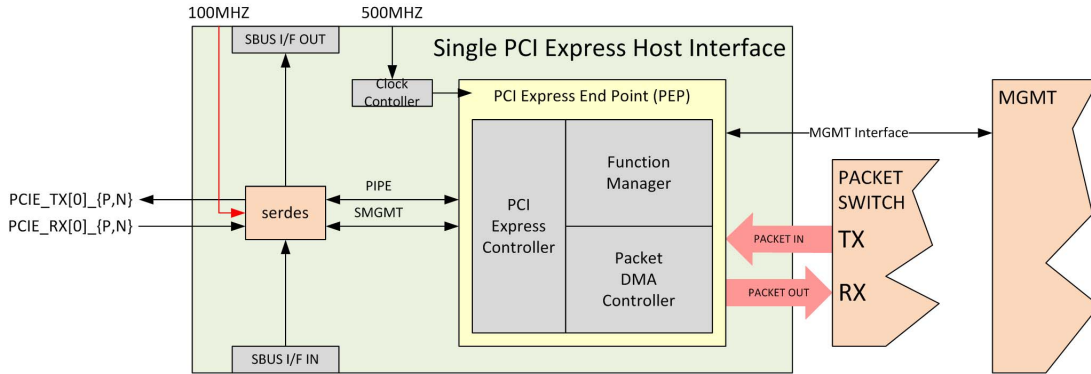 100MHZ
500MHZ
SBUS I/F OUT
Single PCI Express Host Interface
Clock
Contoller
PCI Express End Point (PEP)
MGMT
MGMT Interface
Function
Manager
PCI
Express
Controller
Packet
DMA
Controller
PIPE
SMGMT
serdes
PCIE_TX[0]_{P,N}
PCIE_RX[0]_{P,N}
PACKET
SWITCH
PACKET IN
TX
PACKET OUT
RX
SBUS I/F IN